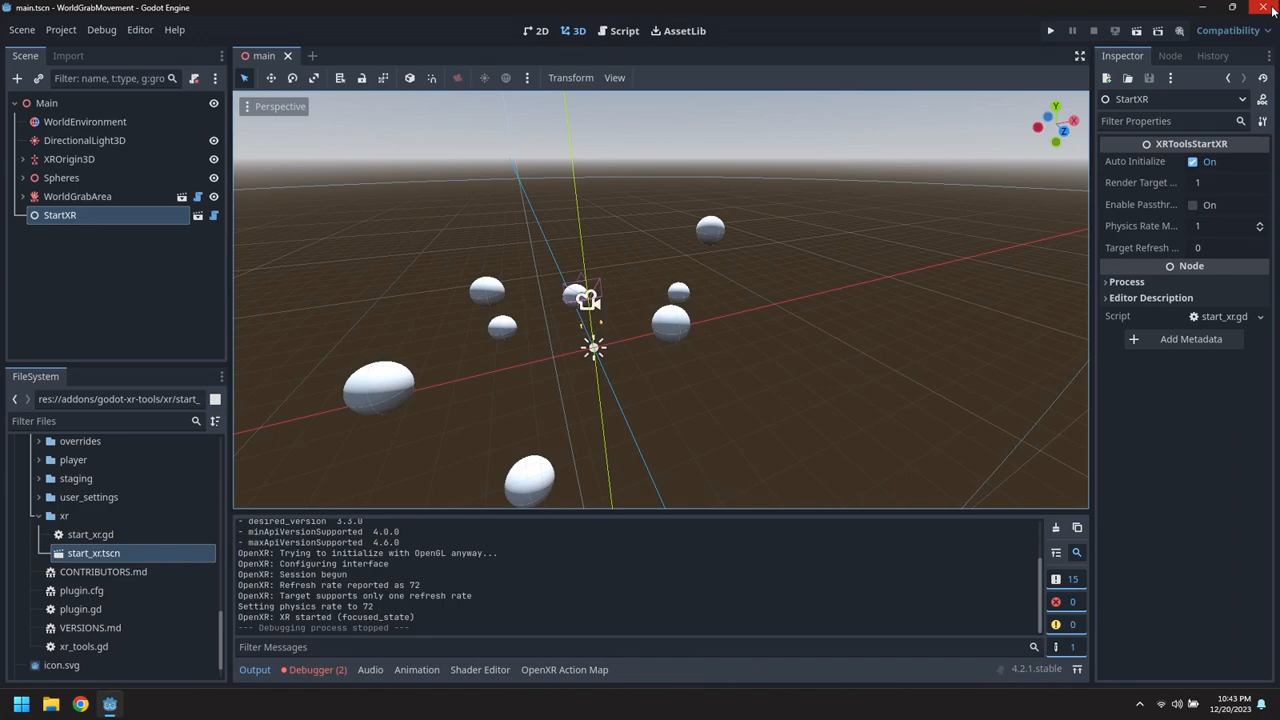 main.tscn - WorldGrabMovement - Godot Engine
Scene Project Debug Editor Help
2D 3D Script AssetLib
Compatibility
Scene Import
Filter: name, t:type, g:gro
Main
WorldEnvironment
DirectionalLight3D
XROrigin3D
Spheres
WorldGrabArea
StartXR
FileSystem
res://addons/godot-xr-tools/xr/start_
Filter Files
overrides
player
staging
user_settings
xr
start_xr.gd
start_xr.tscn
CONTRIBUTORS.md
plugin.cfg
plugin.gd
VERSIONS.md
xr_tools.gd
icon.svg
main
Transform View
Perspective
Y
X
Z
- desired_version 3.3.0
- minApiVersionSupported 4.0.0
- maxApiVersionSupported 4.6.0
OpenXR: Trying to initialize with OpenGL anyway...
OpenXR: Configuring interface
OpenXR: Session begun
OpenXR: Refresh rate reported as 72
OpenXR: Target supports only one refresh rate
Setting physics rate to 72
OpenXR: XR started (focused_state)
--- Debugging process stopped ---
15
0
0
1
Filter Messages
Output Debugger (2) Audio Animation Shader Editor OpenXR Action Map
4.2.1.stable
Inspector Node History
StartXR
Filter Properties
XRToolsStartXR
Auto Initialize On
Render Target ... 1
Enable Passthr... On
Physics Rate M... 1
Target Refresh ... 0
Node
Process
Editor Description
Script start_xr.gd
Add Metadata
10:43 PM
12/20/2023